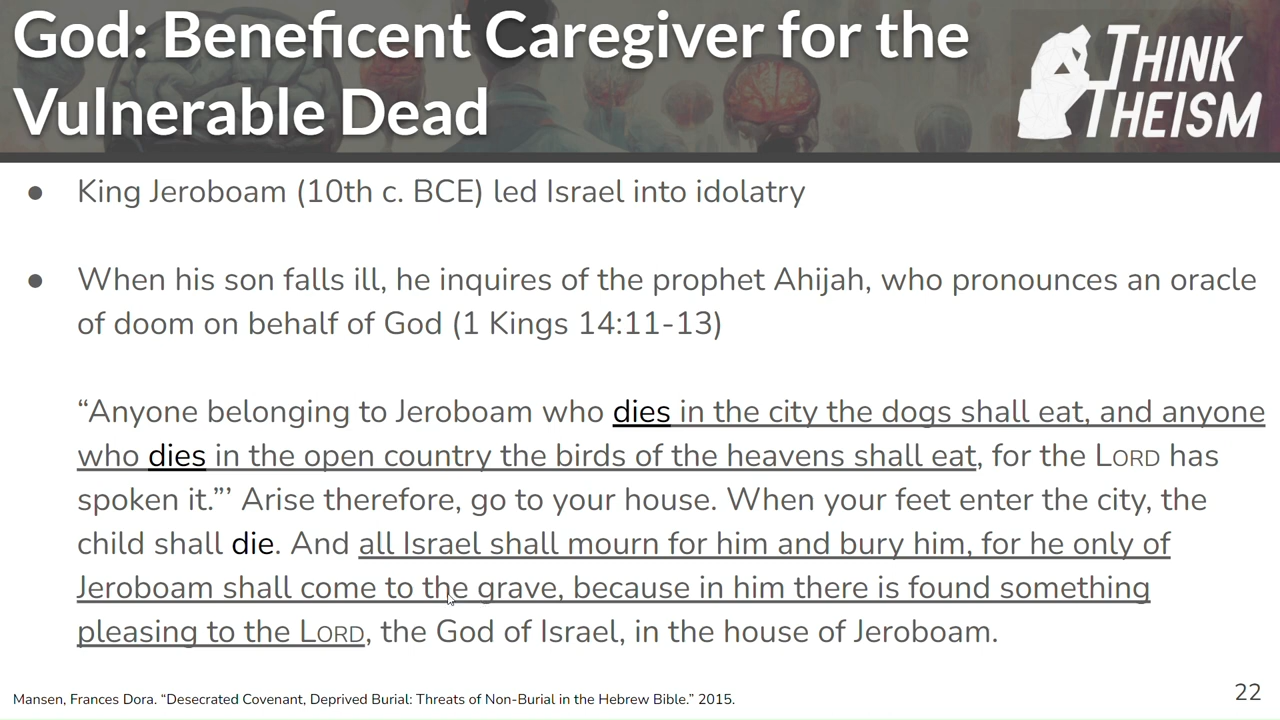 God: Beneficent Caregiver for the
Vulnerable Dead
THINK
THEISM
● King Jeroboam (10th c. BCE) led Israel into idolatry
● When his son falls ill, he inquires of the prophet Ahijah, who pronounces an oracle
of doom on behalf of God (1 Kings 14:11-13)
“Anyone belonging to Jeroboam who dies in the city the dogs shall eat, and anyone
who dies in the open country the birds of the heavens shall eat, for the LORD has
spoken it.”’ Arise therefore, go to your house. When your feet enter the city, the
child shall die. And all Israel shall mourn for him and bury him, for he only of
Jeroboam shall come to the grave, because in him there is found something
pleasing to the LORD, the God of Israel, in the house of Jeroboam.
Mansen, Frances Dora. “Desecrated Covenant, Deprived Burial: Threats of Non-Burial in the Hebrew Bible.” 2015.
22